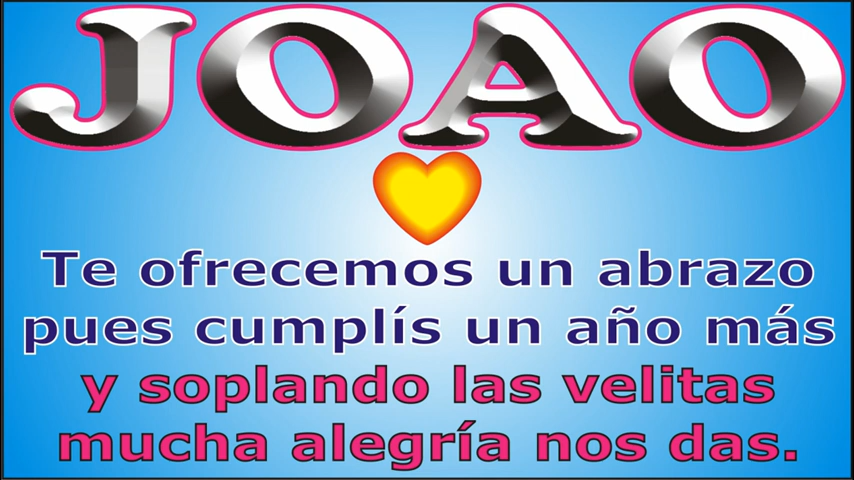 JOAO
Te ofrecemos un abrazo
pues cumplís un año más
y soplando las velitas
mucha alegría nos das.